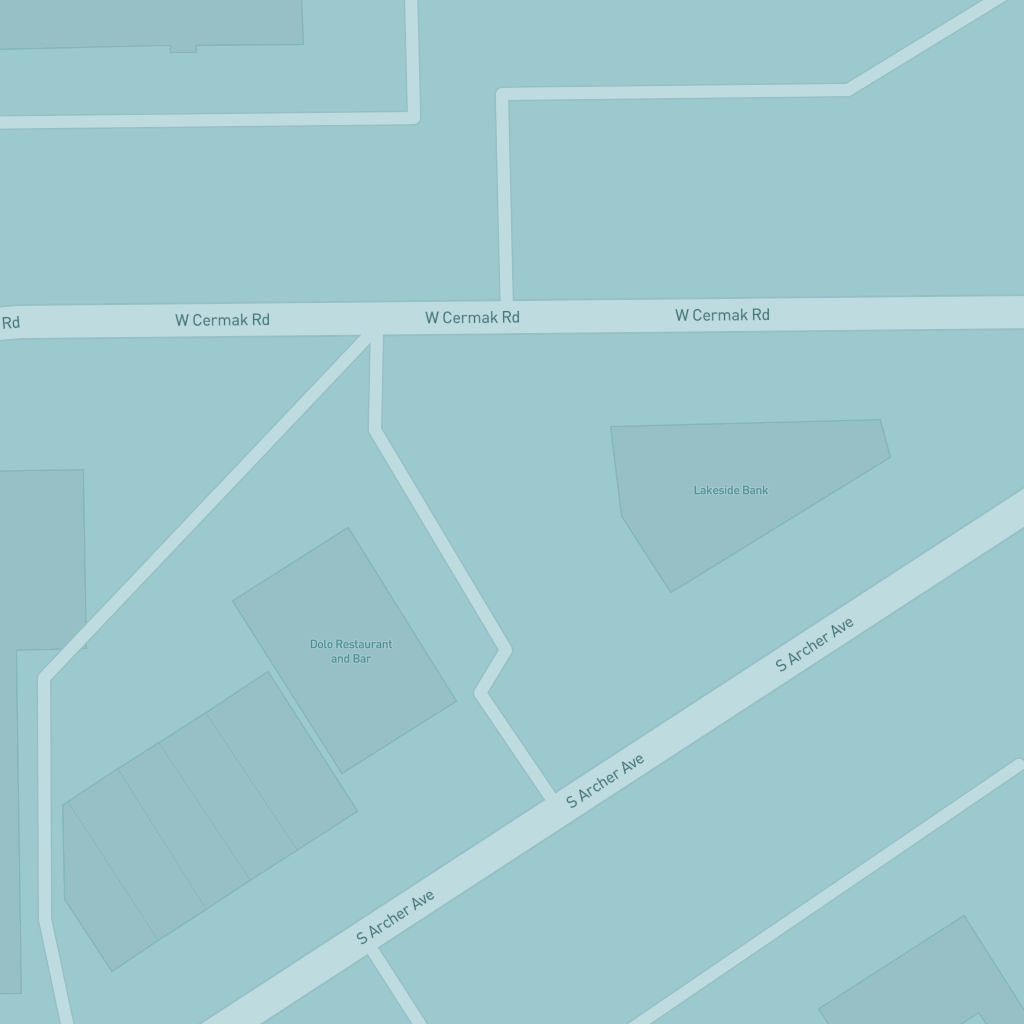 Rd
W Cermak Rd
W Cermak Rd
W Cermak Rd
Lakeside Bank
S Archer Ave
Dolo Restaurant
and Bar
S Archer Ave
S Archer Ave